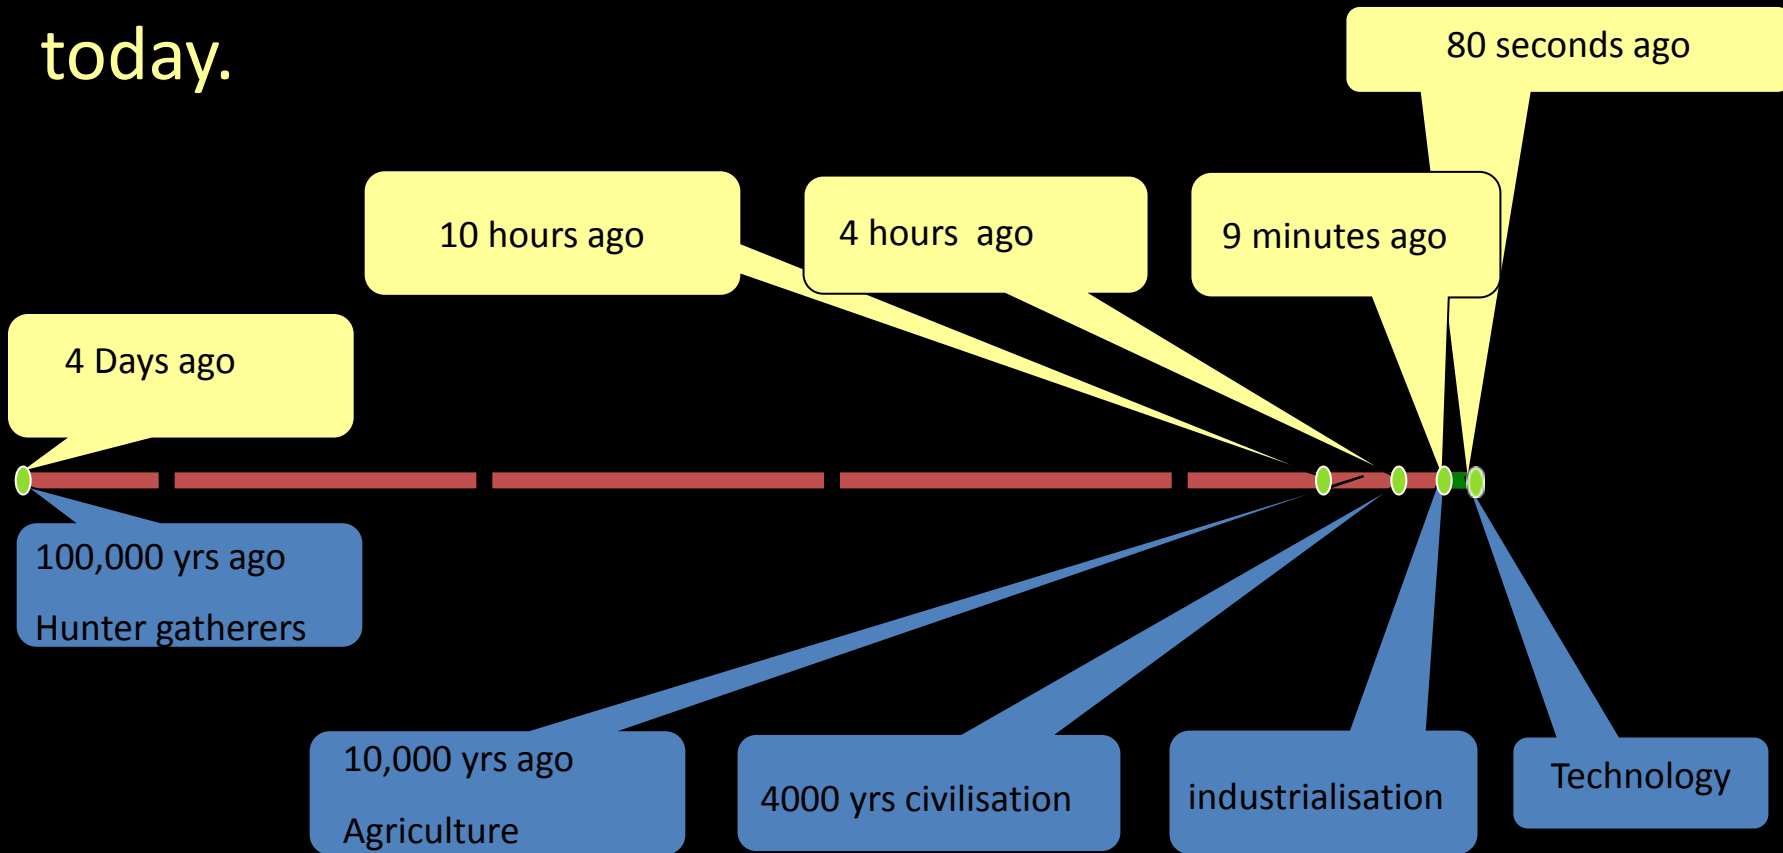 today.
80 seconds ago
10 hours ago
4 hours  ago
9 minutes ago
4 Days ago
100,000 yrs ago
Hunter gatherers
10,000 yrs ago
Agriculture
4000 yrs civilisation
industrialisation
Technology